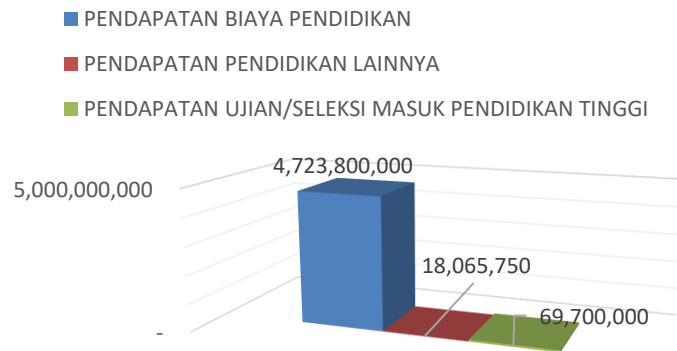 PENDAPATAN BIAYA PENDIDIKAN
PENDAPATAN PENDIDIKAN LAINNYA
PENDAPATAN UJIAN/SELEKSI MASUK PENDIDIKAN TINGGI
4,723,800,000
5,000,000,000
18,065,750
69,700,000
-